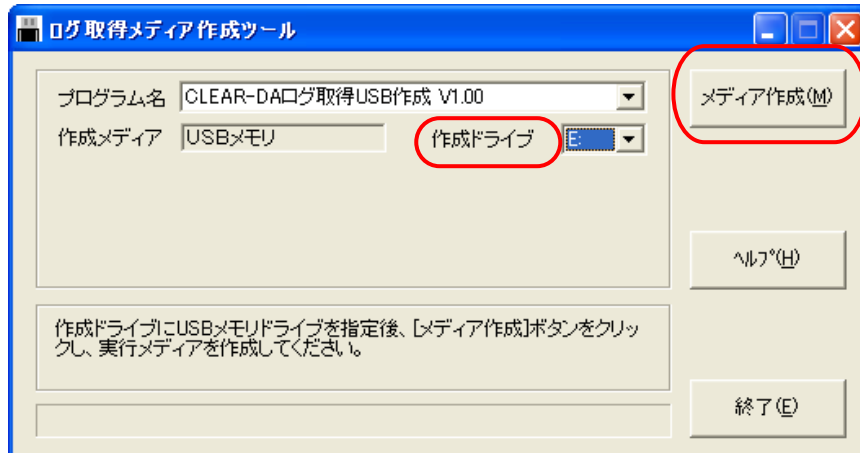 ログ取得メディア作成ツール
プログラム名 CLEAR-DAログ取得USB作成 V1.00
メディア作成(M)
作成メディア USBメモリ 作成ドライブ E:
ヘルプ(H)
作成ドライブにUSBメモリドライブを指定後、[メディア作成]ボタンをクリッ
クし、実行メディアを作成してください。
終了(E)